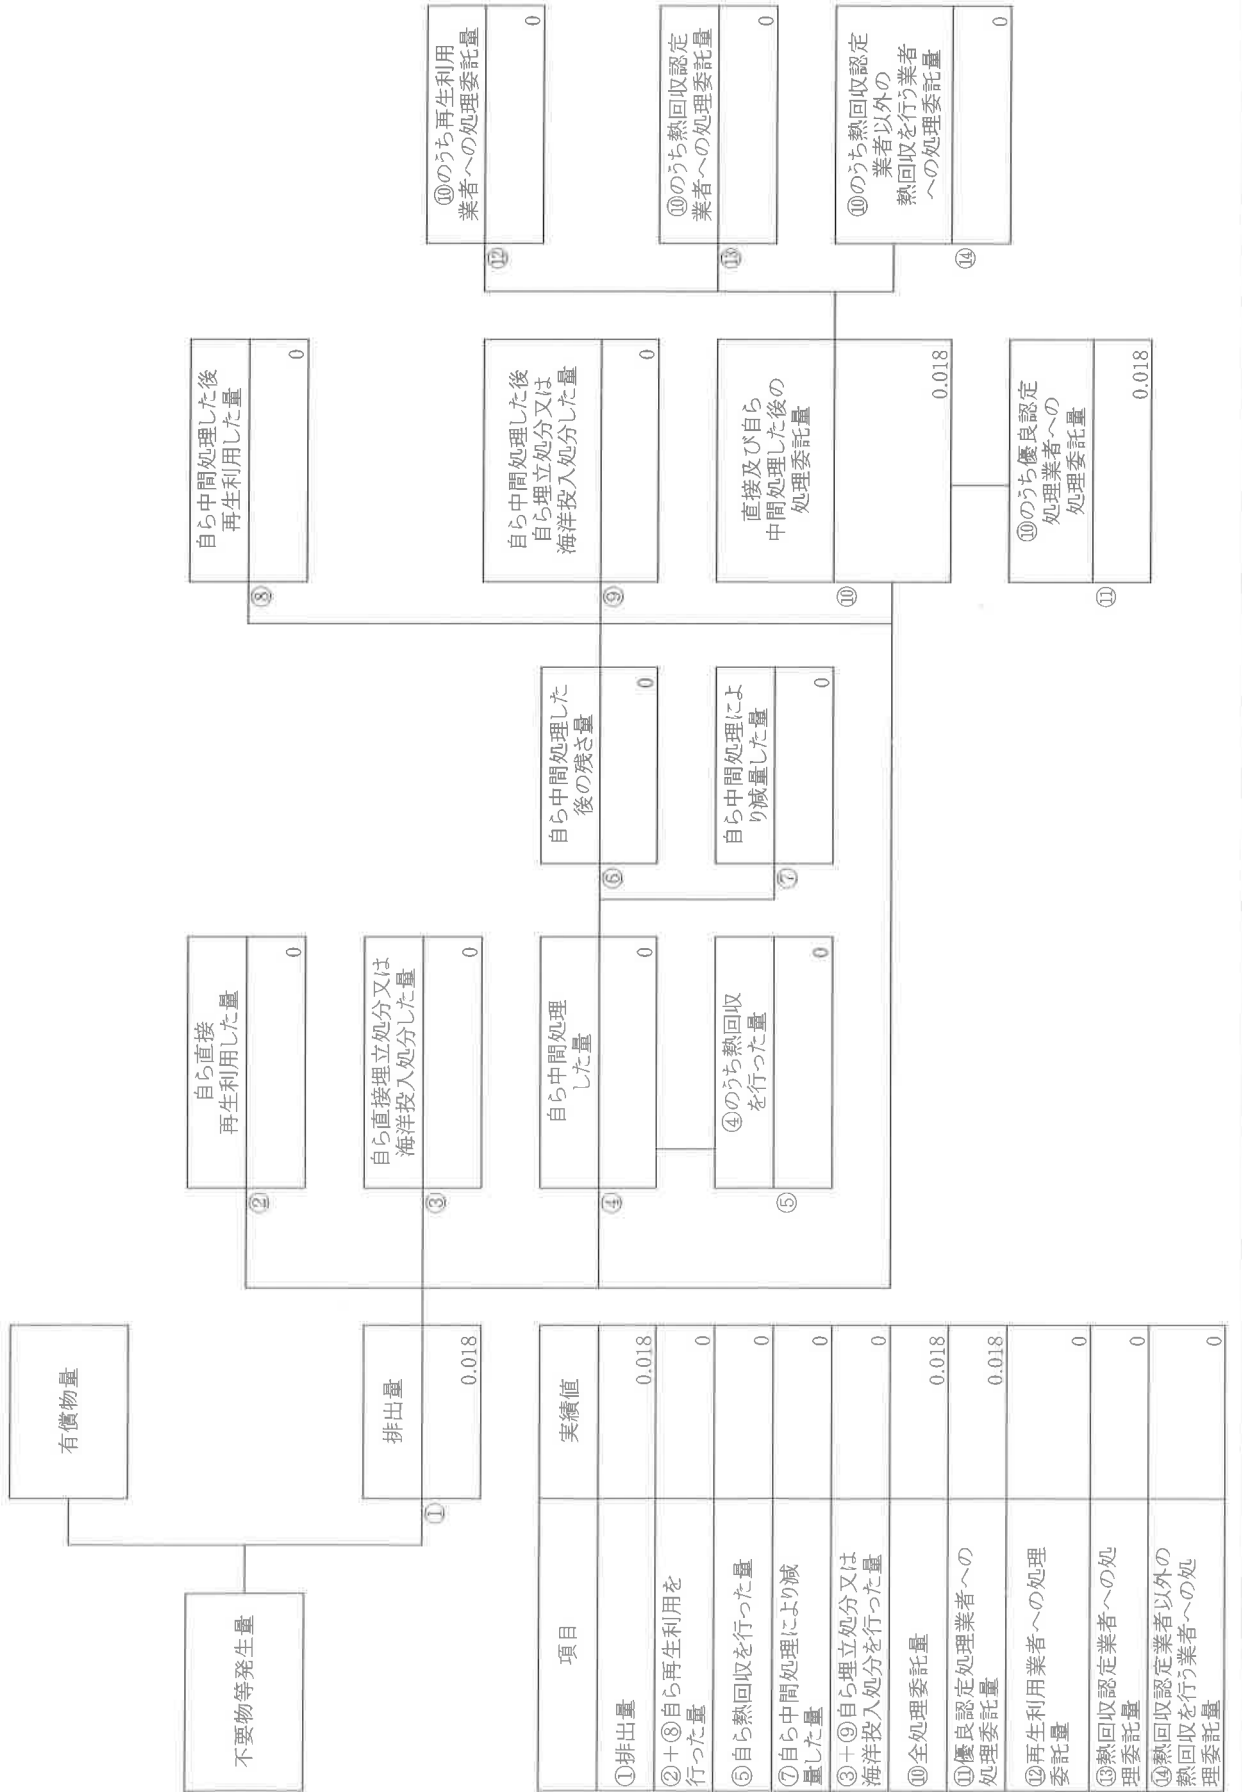 不要物等発生量
有償物量
①
排出量
0.018
②
自ら直接
再生利用した量
0
③
自ら直接埋立処分又は
海洋投入処分した量
0
④
自ら中間処理
した量
0
⑤
④のうち熱回収
を行った量
0
⑥
自ら中間処理した
後の残さ量
0
⑦
自ら中間処理によ
り減量した量
0
⑧
自ら中間処理した後
再生利用した量
0
⑨
自ら中間処理した後
自ら埋立処分又は
海洋投入処分した量
0
⑩
直接及び自ら
中間処理した後の
処理委託量
0.018
⑪
⑩のうち優良認定
処理業者への
処理委託量
0.018
⑫
⑩のうち再生利用
業者への処理委託量
0
⑬
⑩のうち熱回収認定
業者への処理委託量
0
⑭
⑩のうち熱回収認定
業者以外の
熱回収を行う業者
への処理委託量
0
項目
実績値
①排出量
0.018
②+⑧自ら再生利用を
行った量
0
⑤自ら熱回収を行った量
0
⑦自ら中間処理により減
量した量
0
③+⑨自ら埋立処分又は
海洋投入処分を行った量
0
⑩全処理委託量
0.018
⑪優良認定処理業者への
処理委託量
0.018
⑫再生利用業者への処理
委託量
0
⑬熱回収認定業者への処
理委託量
0
⑭熱回収認定業者以外の
熱回収を行う業者への処
理委託量
0